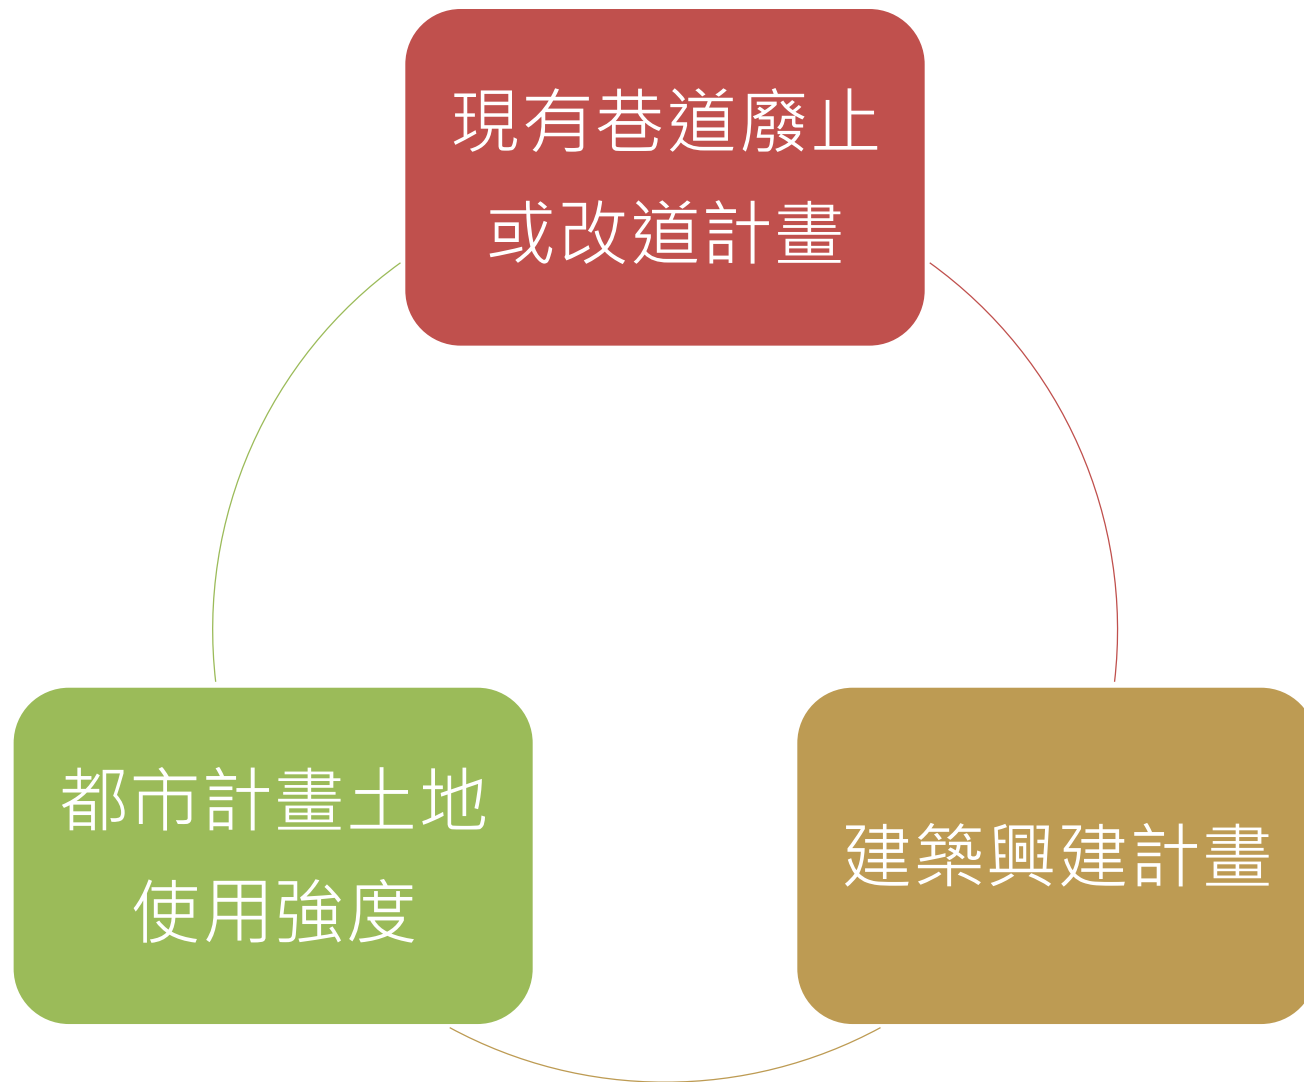 現有巷道廢止
或改道計畫
都市計畫土地
使用強度
建築興建計畫